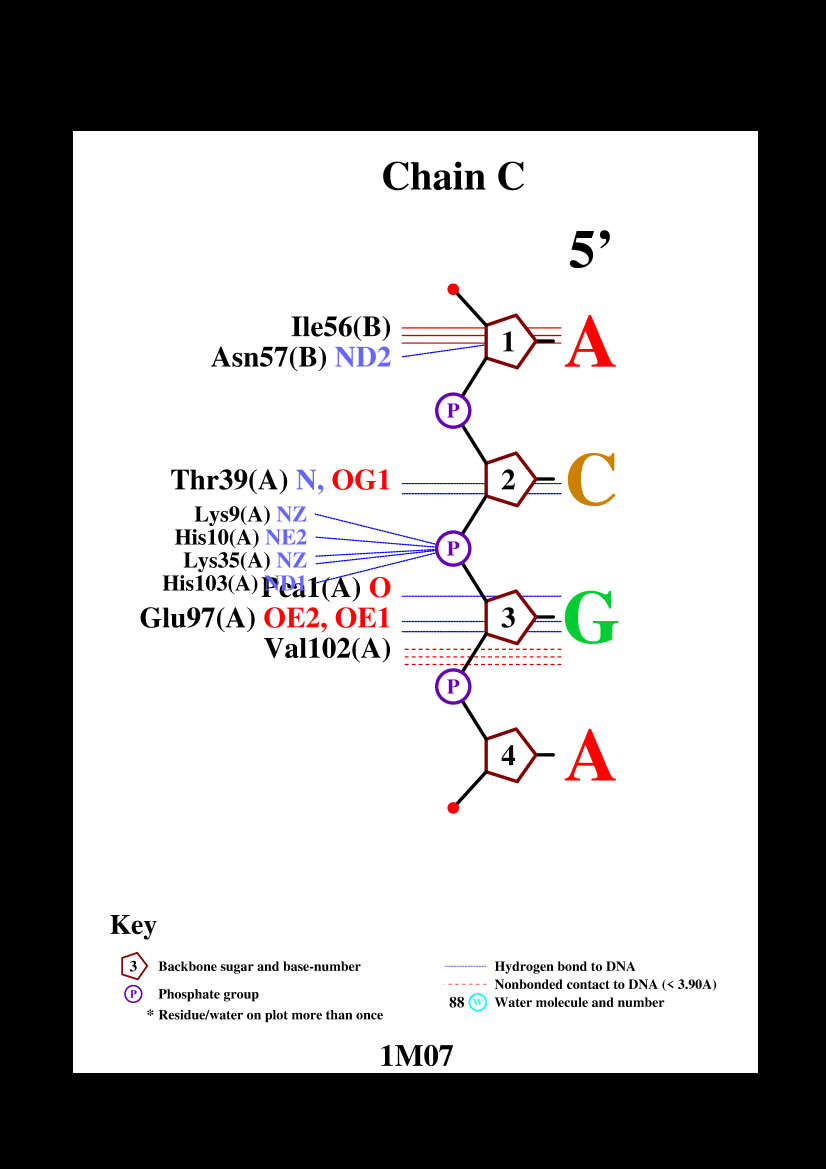 Chain C
5’
Ile56(B)
1 A
Asn57(B) ND2
P
Thr39(A) N, OG1
2 C
Lys9(A) NZ
His10(A) NE2
P
Lys35(A) NZ
His103(A) ND1
Pca1(A) O
Glu97(A) OE2, OE1
3 G
Val102(A)
P
4 A
Key
3 Backbone sugar and base-number
P Phosphate group
* Residue/water on plot more than once
Hydrogen bond to DNA
Nonbonded contact to DNA (< 3.90A)
88 W Water molecule and number
1M07